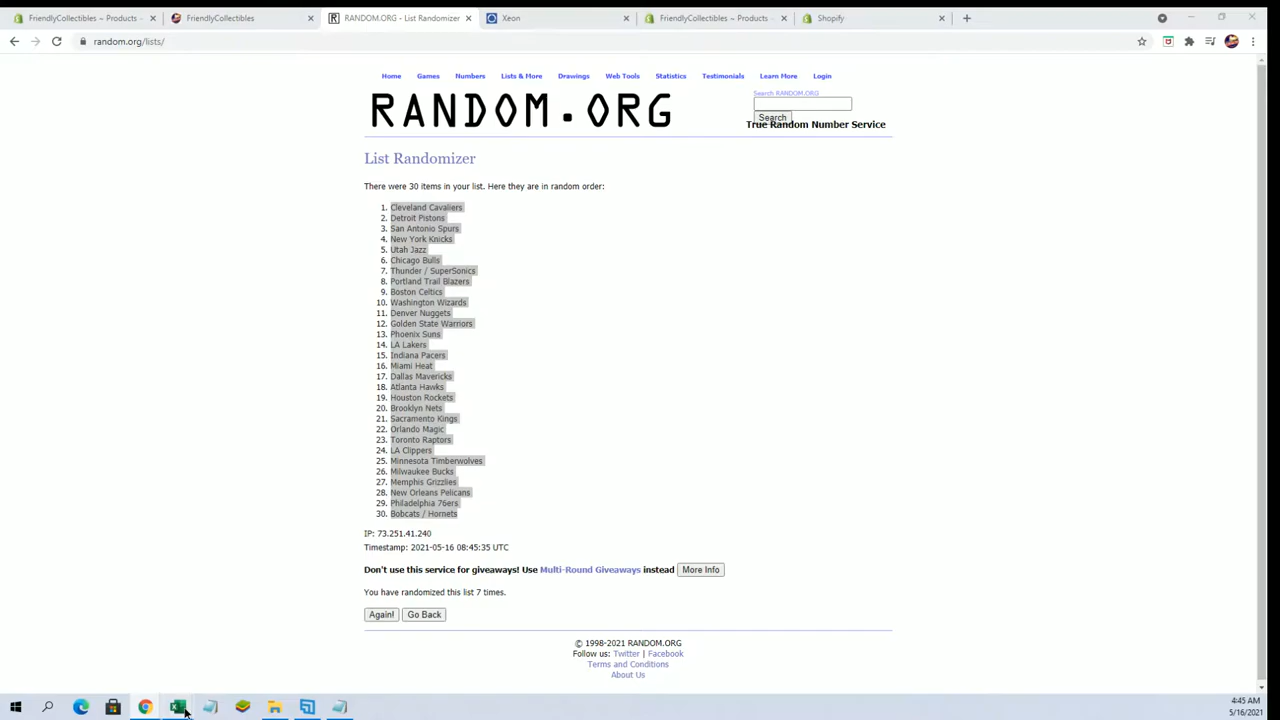 FriendlyCollectibles ~ Products -
FriendlyCollectibles
RANDOM.ORG - List Randomizer
Xeon
FriendlyCollectibles ~ Products -
Shopify
random.org/lists/
Home Games Numbers Lists & More Drawings Web Tools Statistics Testimonials Learn More Login
RANDOM.ORG
Search RANDOM.ORG
Search
True Random Number Service
List Randomizer
There were 30 items in your list. Here they are in random order:
1. Cleveland Cavaliers
2. Detroit Pistons
3. San Antonio Spurs
4. New York Knicks
5. Utah Jazz
6. Chicago Bulls
7. Thunder / SuperSonics
8. Portland Trail Blazers
9. Boston Celtics
10. Washington Wizards
11. Denver Nuggets
12. Golden State Warriors
13. Phoenix Suns
14. LA Lakers
15. Indiana Pacers
16. Miami Heat
17. Dallas Mavericks
18. Atlanta Hawks
19. Houston Rockets
20. Brooklyn Nets
21. Sacramento Kings
22. Orlando Magic
23. Toronto Raptors
24. LA Clippers
25. Minnesota Timberwolves
26. Milwaukee Bucks
27. Memphis Grizzlies
28. New Orleans Pelicans
29. Philadelphia 76ers
30. Bobcats / Hornets
IP: 73.251.41.240
Timestamp: 2021-05-16 08:45:35 UTC
Don't use this service for giveaways! Use Multi-Round Giveaways instead More Info
You have randomized this list 7 times.
Again! Go Back
© 1998-2021 RANDOM.ORG
Follow us: Twitter | Facebook
Terms and Conditions
About Us
4:45 AM
5/16/2021